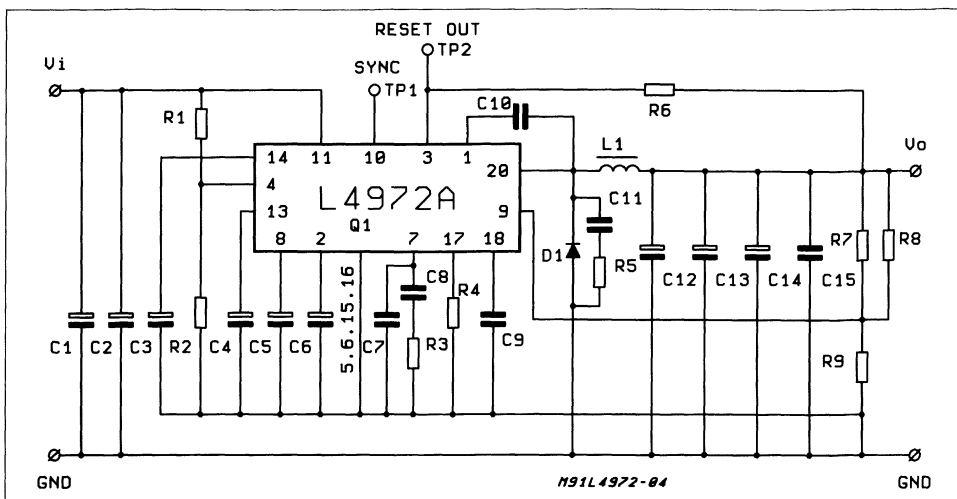 RESET OUT
TP2
Vi
SYNC
TP1
C10
R6
R1
L1
Vo
14
11
10
3
1
20
4
L4972A
13
Q1
9
8
2
7
17
18
C11
D1
R5
R7
R8
5.6.15.16
C8
R4
C12
C13
C14
C15
C1
C2
C3
R2
C4
C5
C6
C7
R3
C9
R9
GND
M91L4972-04
GND